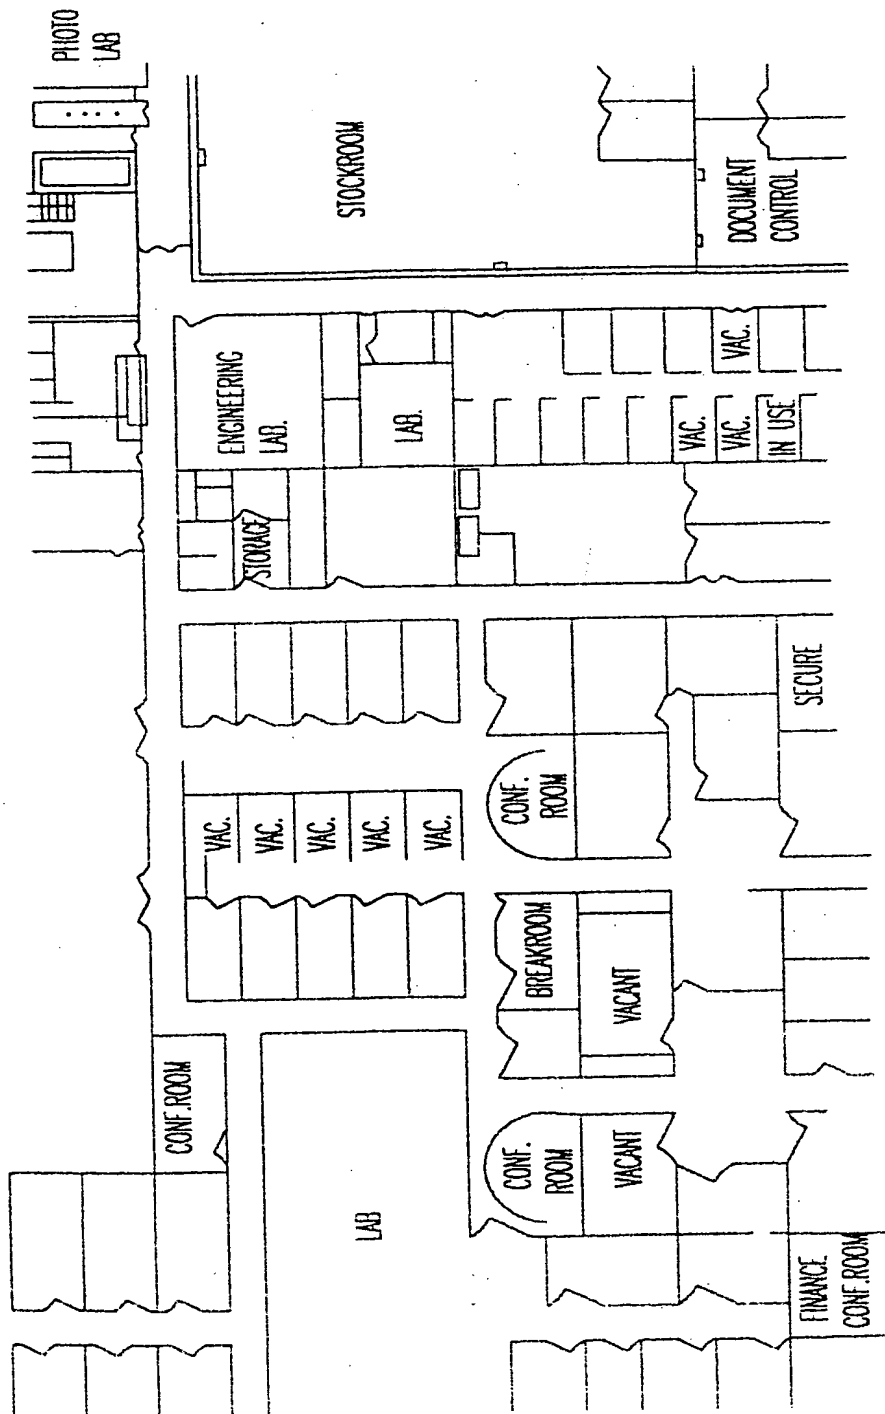 PHOTO
LAB
STOCKROOM
DOCUMENT
CONTROL
ENGINEERING
LAB.
LAB.
VAC.
VAC.
VAC.
IN USE
STORAGE
SECURE
VAC.
VAC.
VAC.
VAC.
VAC.
CONF.
ROOM
BREAKROOM
VACANT
CONF.ROOM
CONF.
ROOM
VACANT
LAB
FINANCE
CONF.ROOM